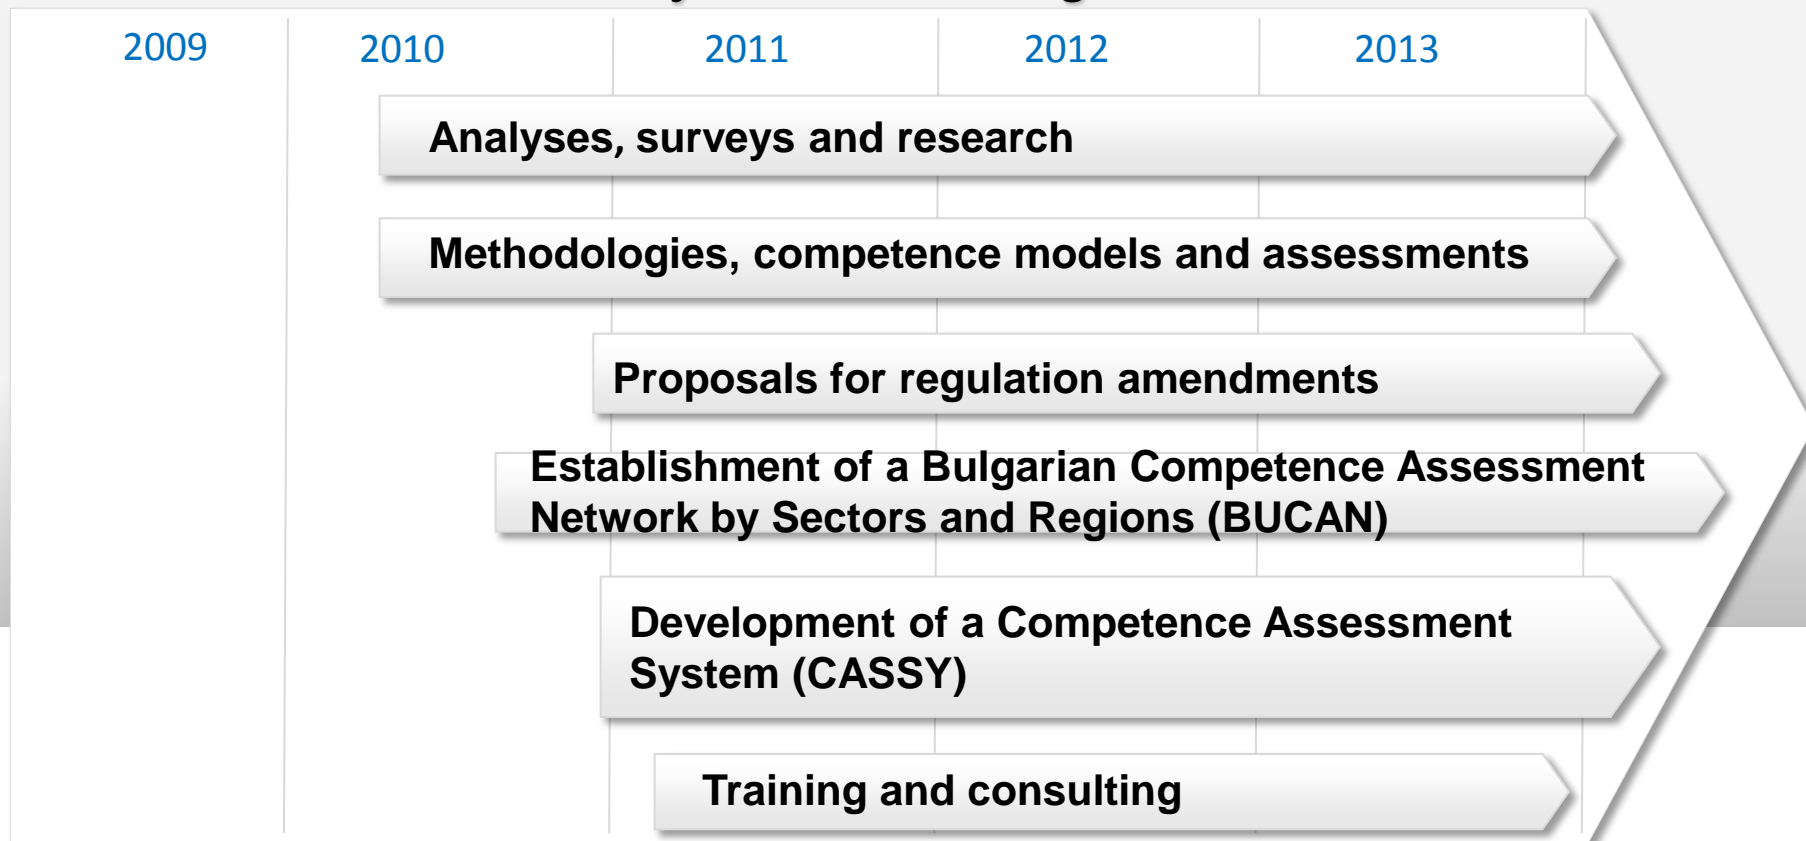 2009 2010 2011 2012 2013
Analyses, surveys and research
Methodologies, competence models and assessments
Proposals for regulation amendments
Establishment of a Bulgarian Competence Assessment
Network by Sectors and Regions (BUCAN)
Development of a Competence Assessment
System (CASSY)
Training and consulting